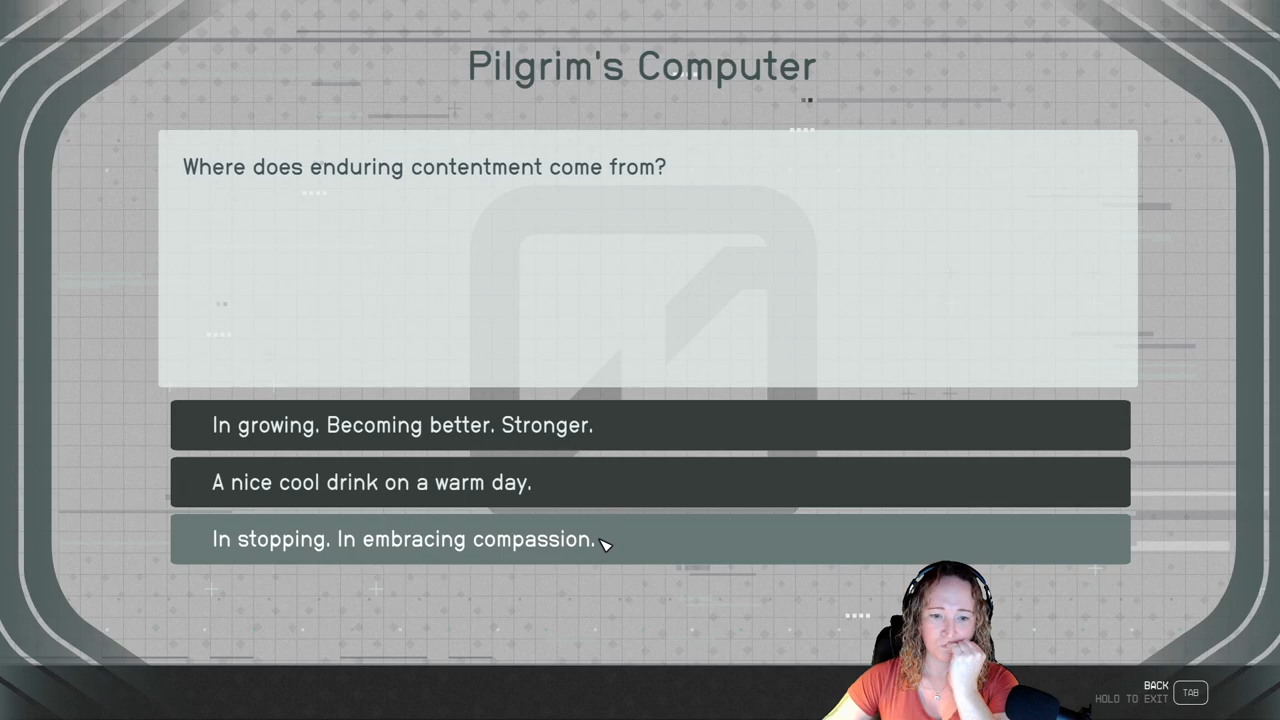 Pilgrim's Computer
Where does enduring contentment come from?
In growing. Becoming better. Stronger.
A nice cool drink on a warm day.
In stopping. In embracing compassion.
BACK
HOLD TO EXIT
TAB